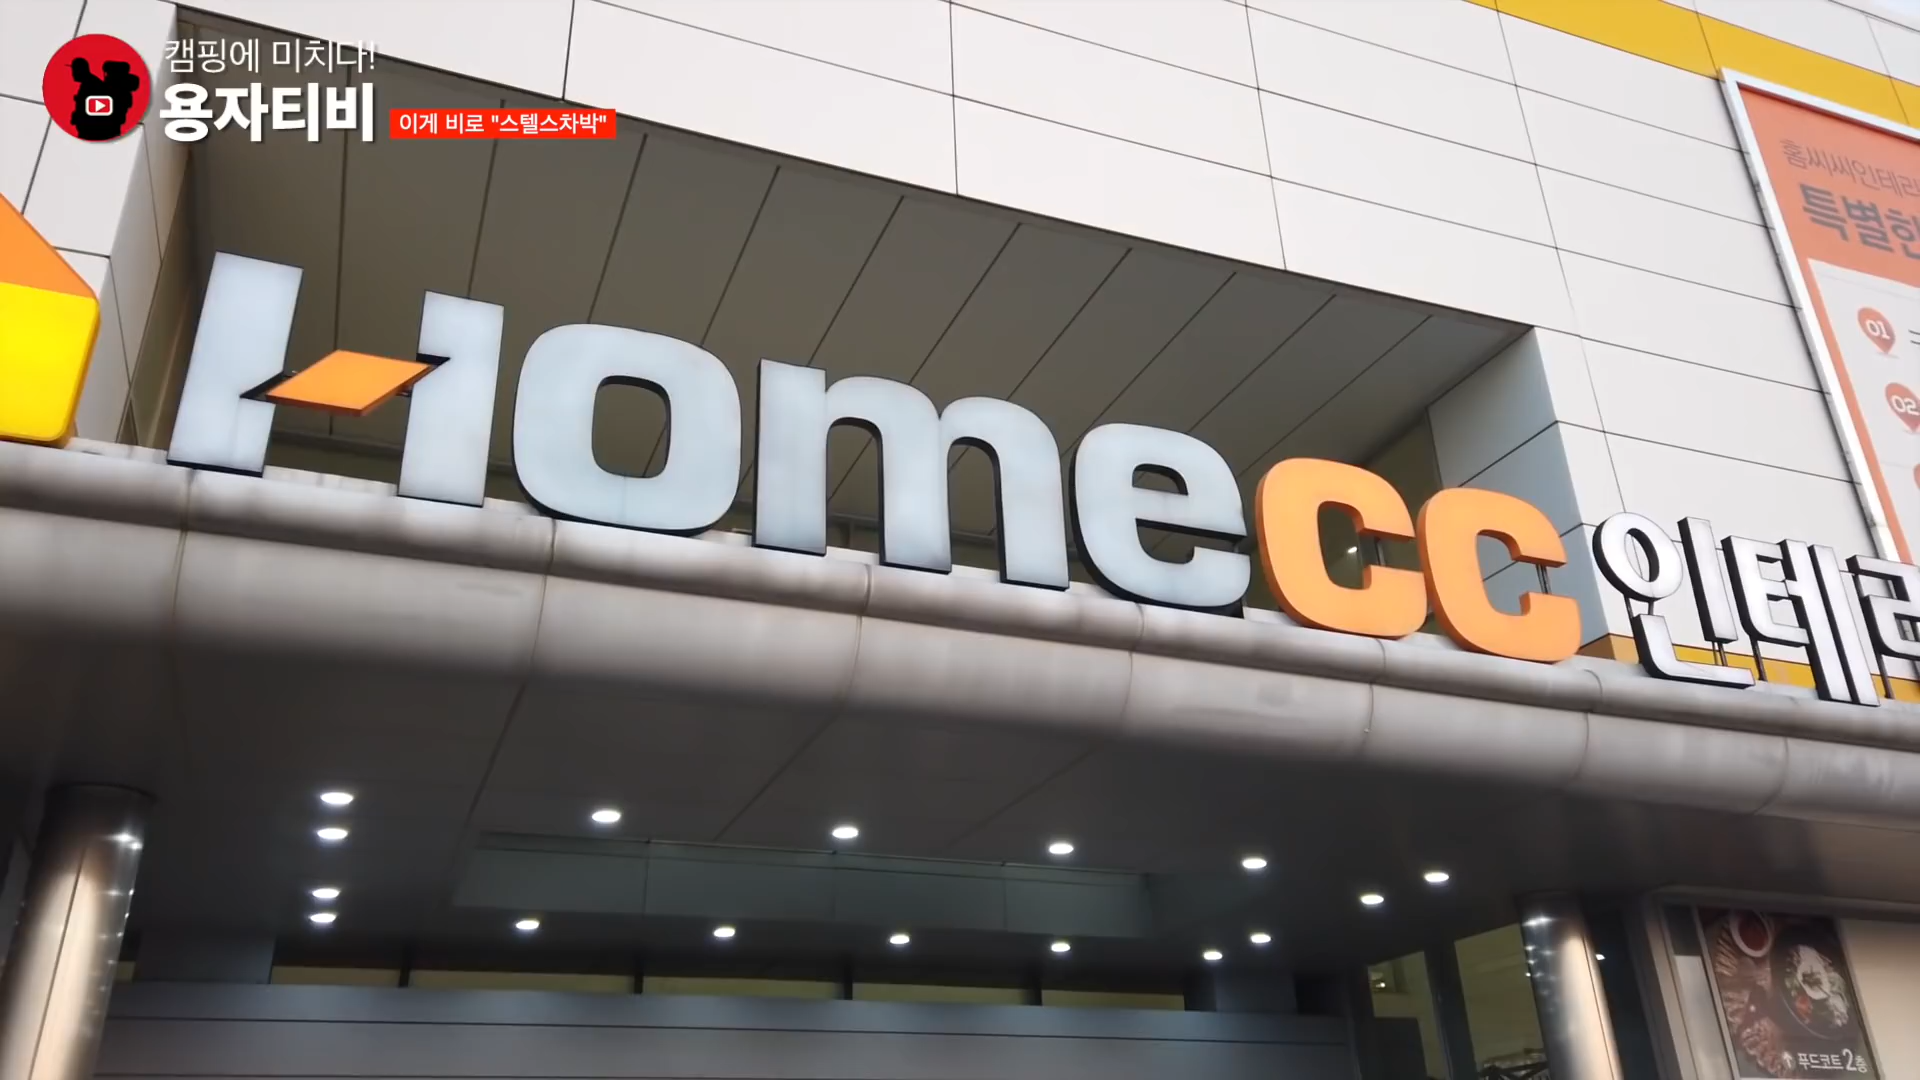 캠핑에 미치다!
용자티비
이게 비로 "스텔스차박"
Homecc 인테리
홈씨씨인테리
특별한
01
02
푸드코트 2층